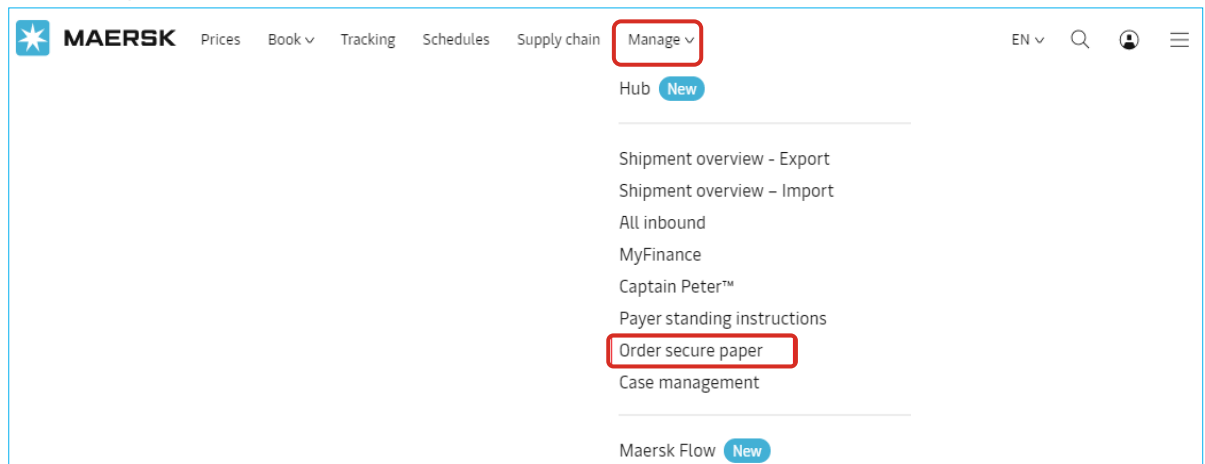 MAERSK Prices Book Tracking Schedules Supply chain Manage EN
Hub New
Shipment overview - Export
Shipment overview – Import
All inbound
MyFinance
Captain Peter™
Payer standing instructions
Order secure paper
Case management
Maersk Flow New